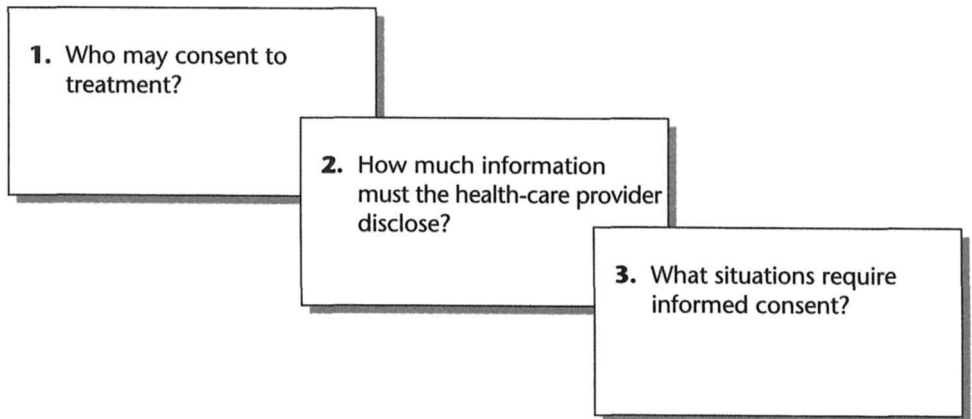 1. Who may consent to
treatment?
2. How much information
must the health-care provider
disclose?
3. What situations require
informed consent?